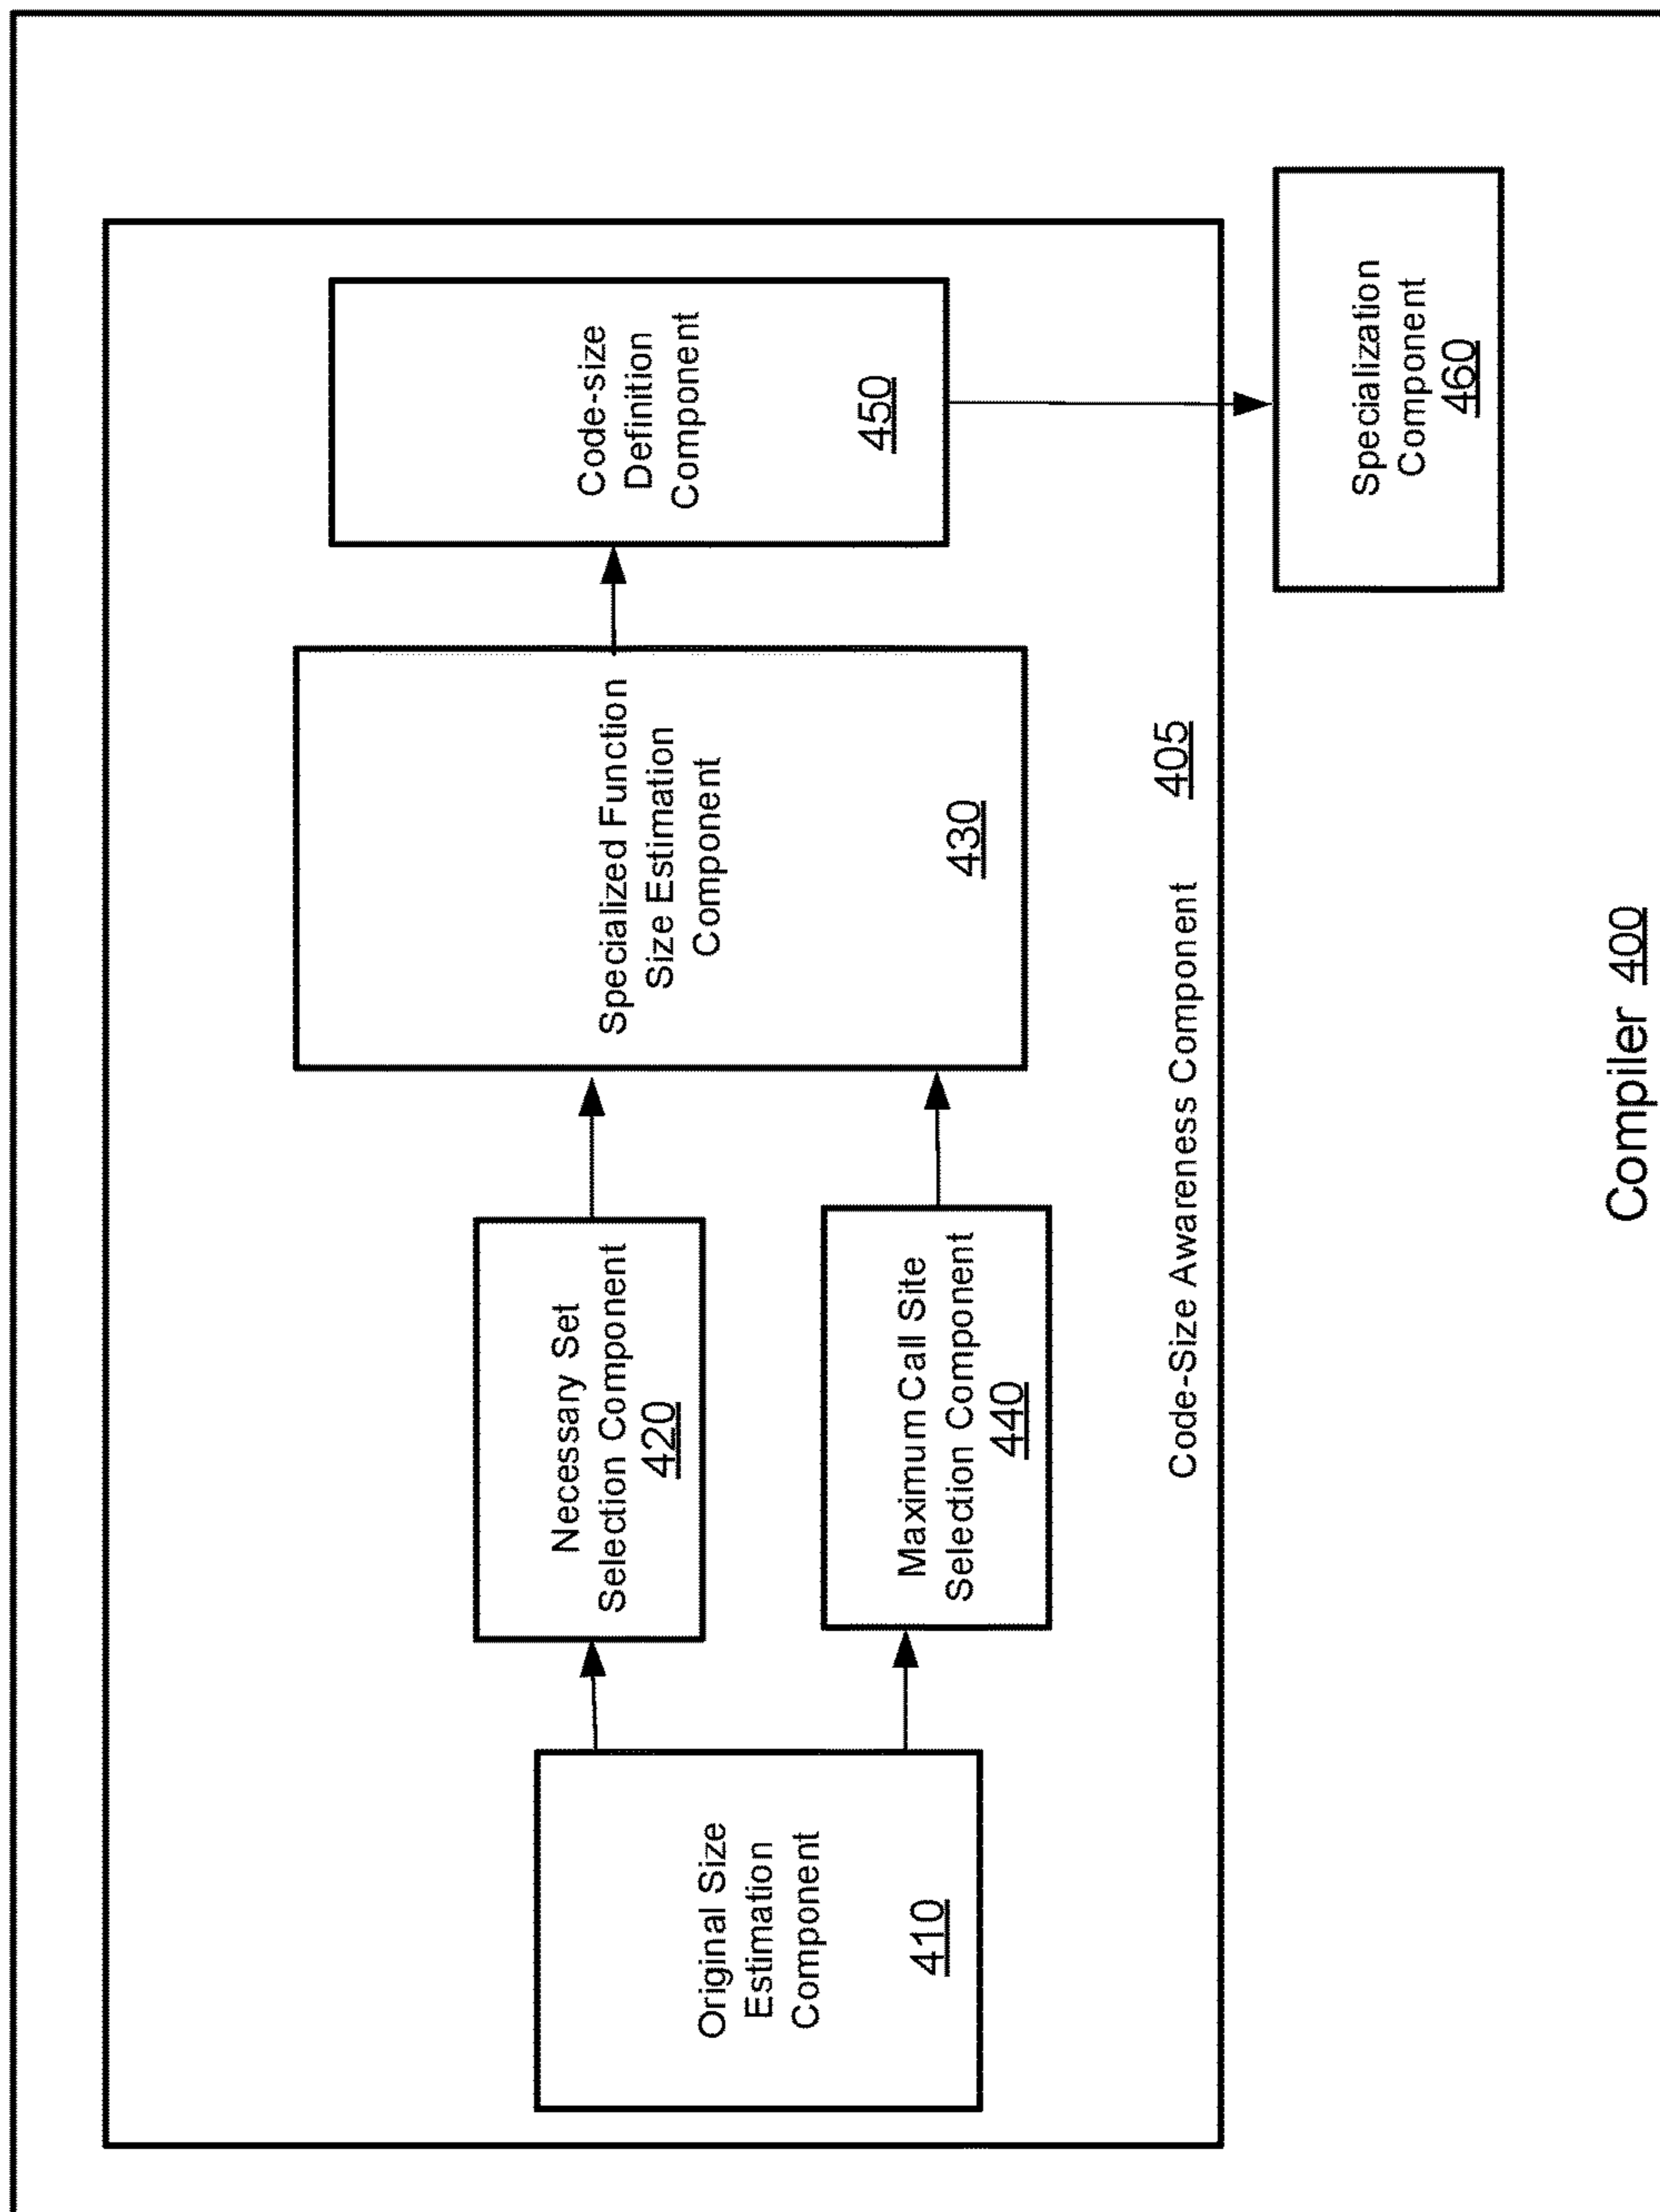 Original Size
Estimation
Component
410
Necessary Set
Selection Component
420
Maximum Call Site
Selection Component
440
Specialized Function
Size Estimation
Component
430
Code-size
Definition
Component
450
Code-Size Awareness Component 405
Specialization
Component
460
Compiler 400